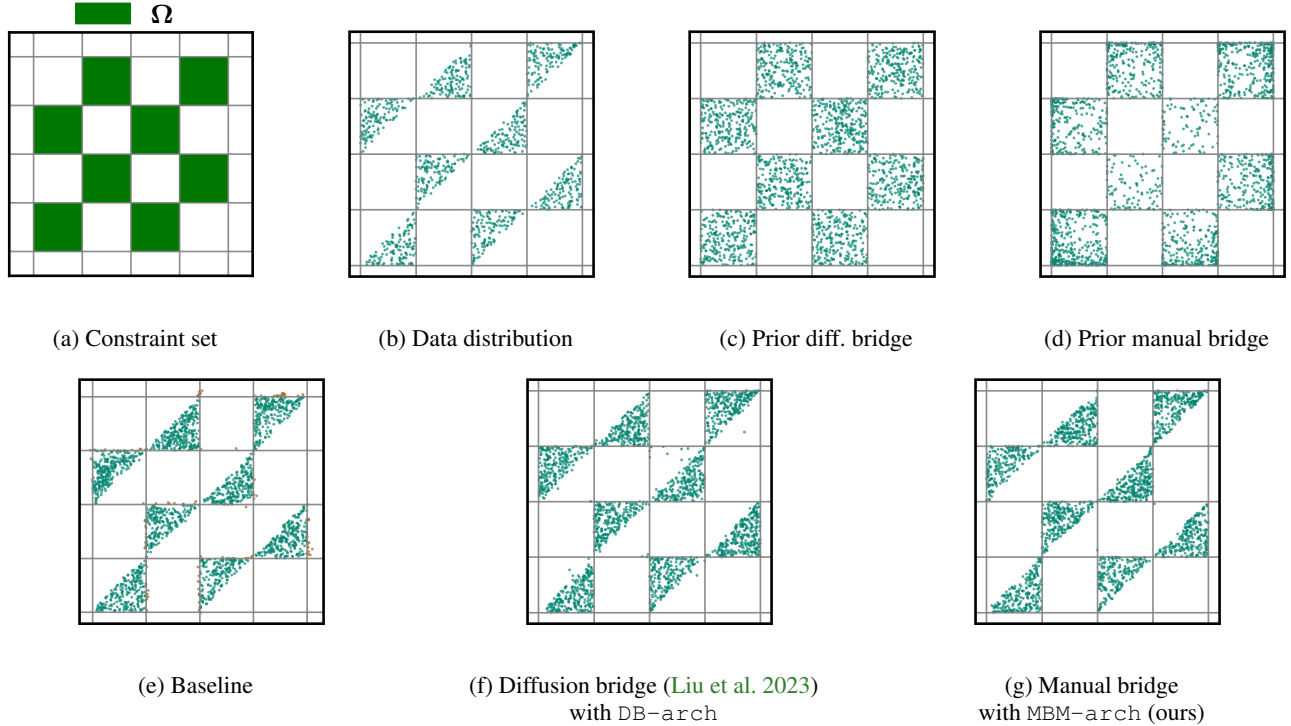 Ω
(a) Constraint set
(b) Data distribution
(c) Prior diff. bridge
(d) Prior manual bridge
(e) Baseline
(f) Diffusion bridge (Liu et al. 2023)
with DB-arch
(g) Manual bridge
with MBM-arch (ours)